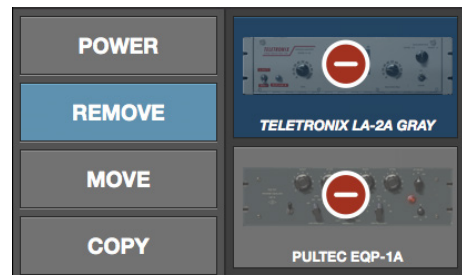 POWER
REMOVE
MOVE
COPY
TELETRONIX
TELETRONIX LA-2A GRAY
PULTEC EQP-1A